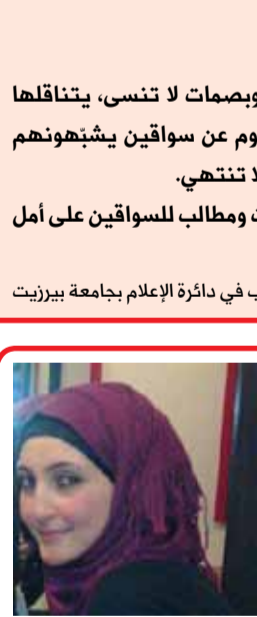 وبصمات لا تنسى، يتناقلها
وم عن سواقين يشبّهونهم
لا تنتهي.
ومطالب للسواقين على أمل
ب في دائرة الإعلام بجامعة بيرزيت